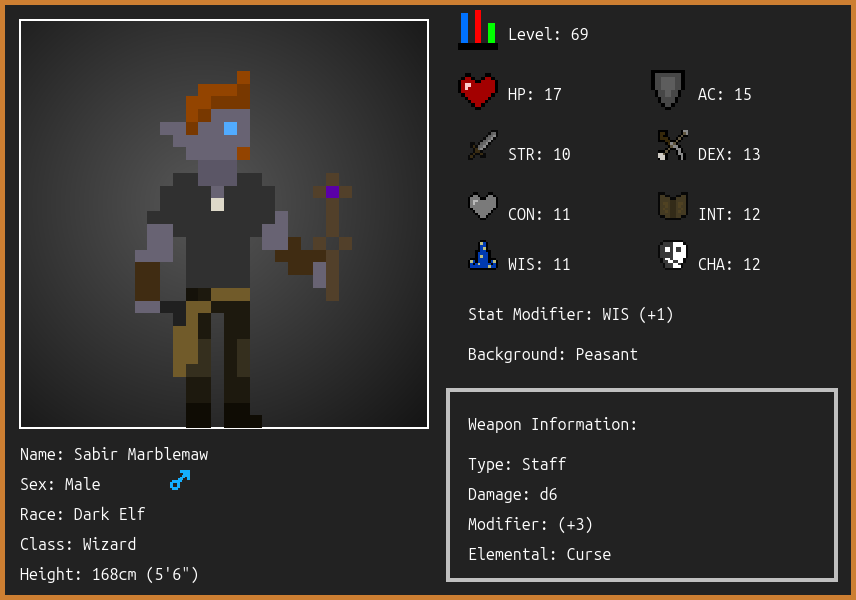 Level: 69
HP: 17
AC: 15
STR: 10
DEX: 13
CON: 11
INT: 12
WIS: 11
CHA: 12
Stat Modifier: WIS (+1)
Background: Peasant
Weapon Information:
Type: Staff
Damage: d6
Modifier: (+3)
Elemental: Curse
Name: Sabir Marblemaw
Sex: Male
Race: Dark Elf
Class: Wizard
Height: 168cm (5'6")